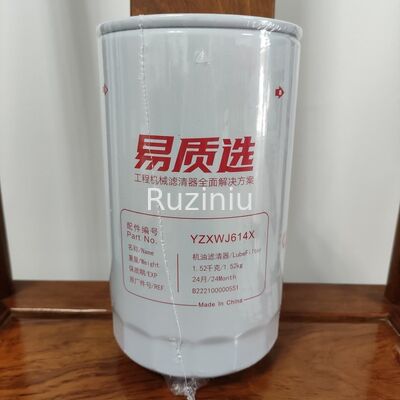 易质选
工程机械滤清器全面解决方案
Ruziniu
配件编号
Part No.
YZXWJ614X
名称/Name
机油滤清器/LubeFilter
重量/Weight
1.52千克/1.52kg
保质期/EXP
24月/24Month
原厂件号/REF
B222100000551
Made In China